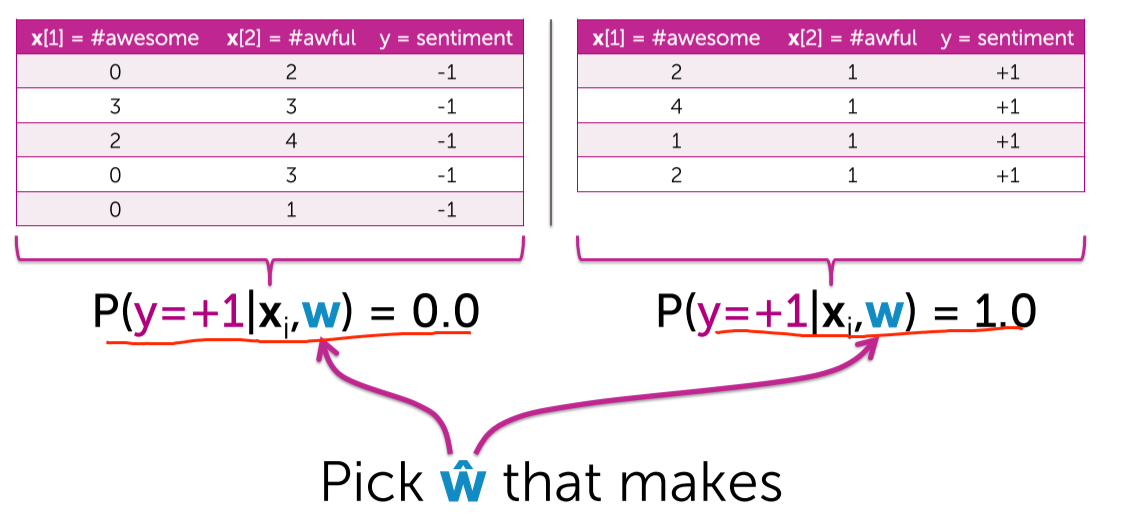 x[1] = #awesome x[2] = #awful y = sentiment
0 2 -1
3 3 -1
2 4 -1
0 3 -1
0 1 -1
x[1] = #awesome x[2] = #awful y = sentiment
2 1 +1
4 1 +1
1 1 +1
2 1 +1
P(y=+1|xi,w) = 0.0
P(y=+1|xi,w) = 1.0
Pick ŵ that makes